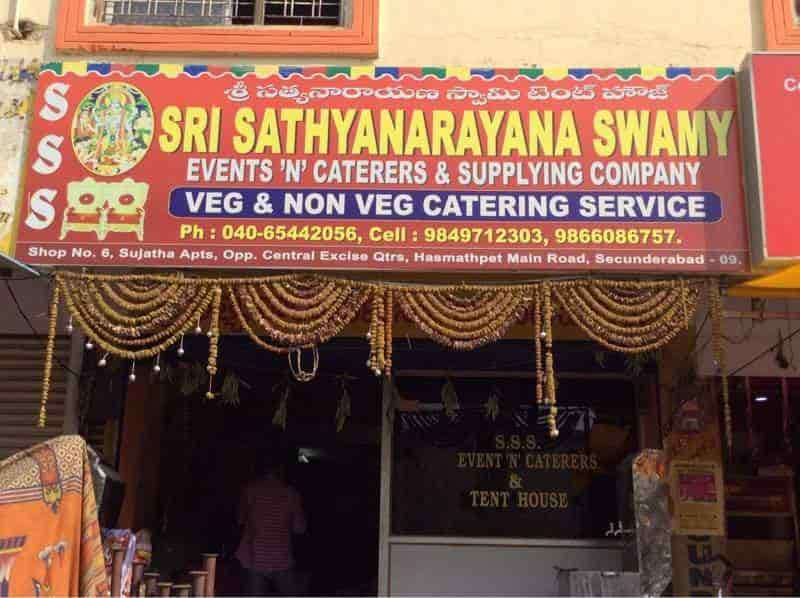 శ్రీ సత్యనారాయణ స్వామి టెంట్ హౌజ్
S
S
S
SRI SATHYANARAYANA SWAMY
EVENTS 'N' CATERERS & SUPPLYING COMPANY
VEG & NON VEG CATERING SERVICE
Ph : 040-65442056, Cell : 9849712303, 9866086757.
Shop No. 6, Sujatha Apts, Opp. Central Excise Qtrs, Hasmathpet Main Road, Secunderabad - 09.
S.S.S.
EVENT 'N' CATERERS
&
TENT HOUSE